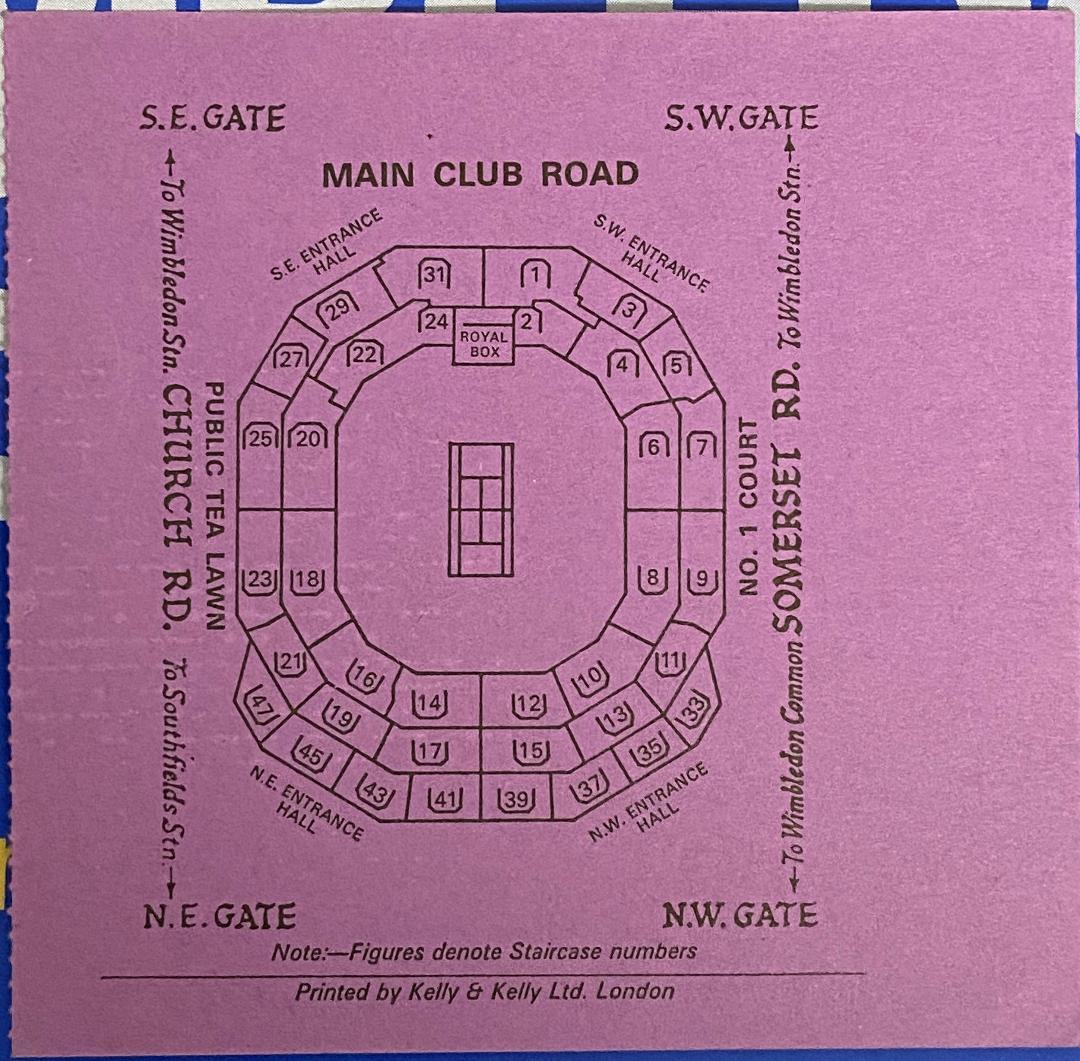 S.E. GATE
S.W. GATE
MAIN CLUB ROAD
S.E. ENTRANCE
HALL
S.W. ENTRANCE
HALL
←To Wimbledon Stn. CHURCH RD. To Southfields Stn.→
PUBLIC TEA LAWN
31
1
29
3
24
ROYAL
BOX
2
27
22
4
5
25
20
6
7
23
18
8
9
21
16
10
11
47
19
14
12
13
33
45
17
15
35
43
41
39
37
NO. 1 COURT
←To Wimbledon Common SOMERSET RD. To Wimbledon Stn.→
N.E. ENTRANCE
HALL
N.W. ENTRANCE
HALL
N.E. GATE
N.W. GATE
Note:—Figures denote Staircase numbers
Printed by Kelly & Kelly Ltd. London